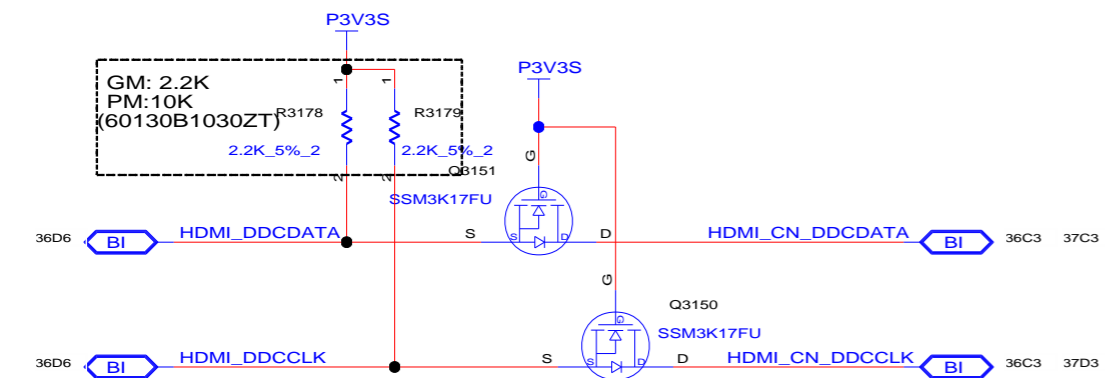 P3V3S
P3V3S
GM: 2.2K
PM:10K
(60130B1030ZT)
1
1
R3178
R3179
2.2K_5%_2
2.2K_5%_2
2
2
Q3151
SSM3K17FU
G
G
S
S
D
D
36D6
BI
HDMI_DDCDATA
HDMI_CN_DDCDATA
BI
36C3
37C3
G
G
Q3150
SSM3K17FU
S
S
D
D
36D6
BI
HDMI_DDCCLK
HDMI_CN_DDCCLK
BI
36C3
37D3